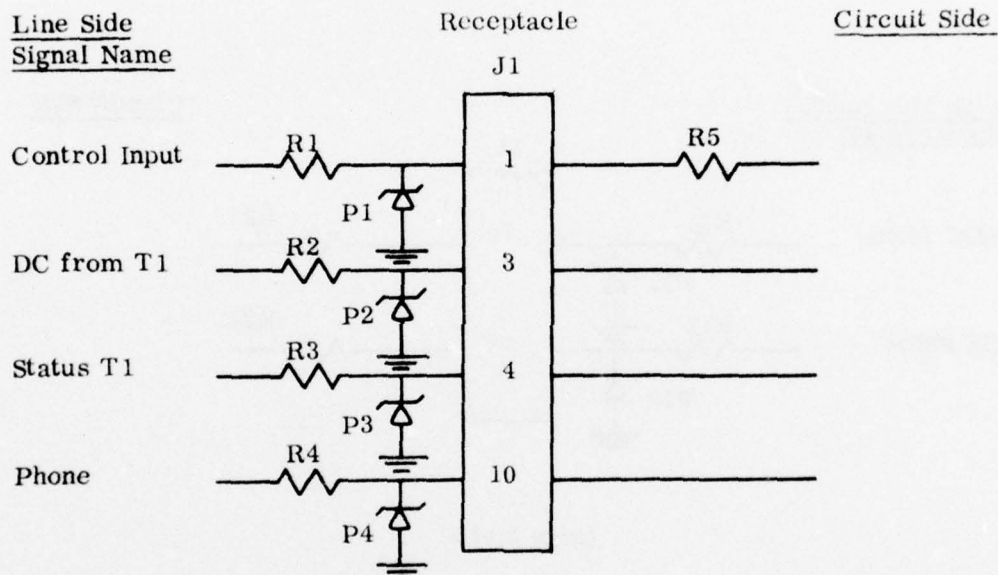 Line Side
Signal Name
Receptacle
Circuit Side
J1
Control Input
R1
1
R5
P1
DC from T1
R2
3
P2
Status T1
R3
4
P3
Phone
R4
10
P4